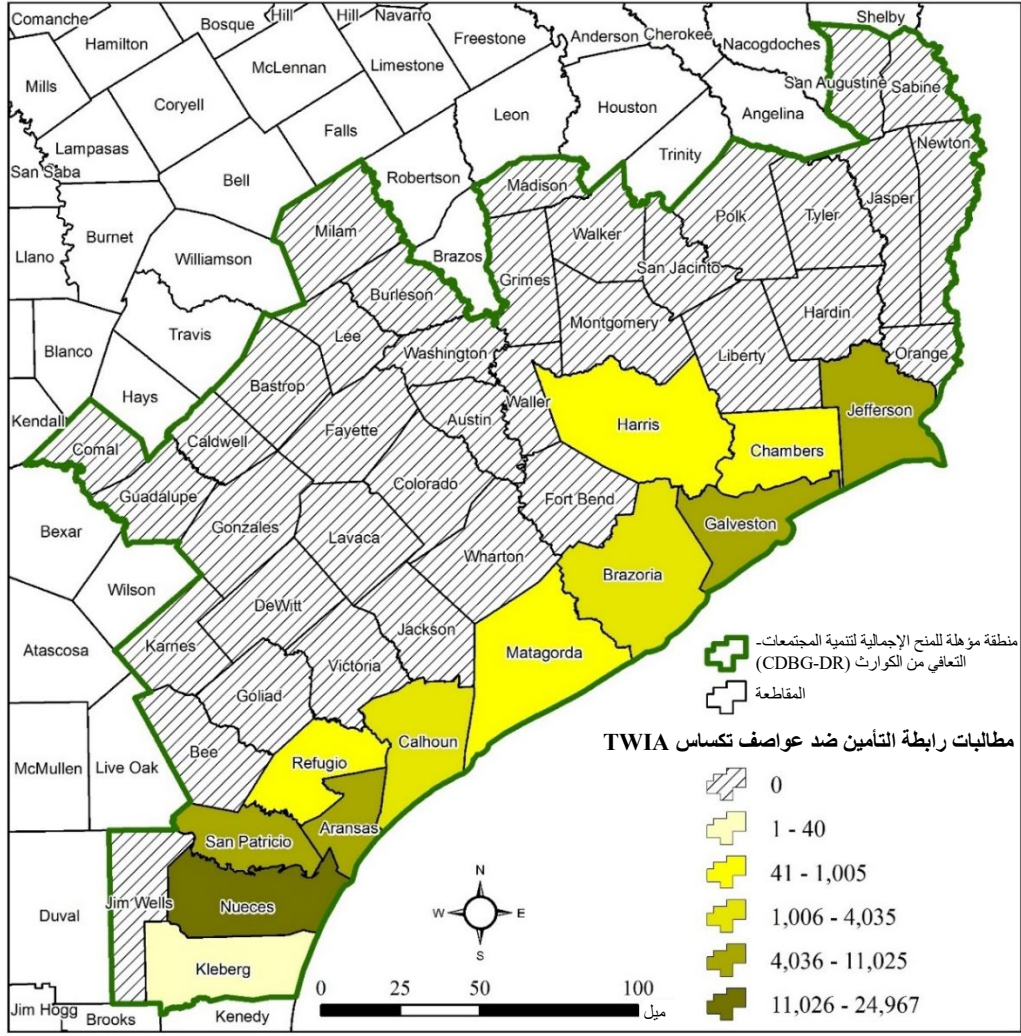 Comanche
Bosque
Hill
Hill
Navarro
Freestone
Anderson
Cherokee
Nacogdoches
Shelby
Hamilton
McLennan
Limestone
San Augustine
Sabine
Mills
Coryell
Leon
Houston
Angelina
Falls
Newton
Lampasas
Trinity
San Saba
Bell
Robertson
Madison
Jasper
Polk
Tyler
Burnet
Milam
Walker
Llano
Williamson
Brazos
San Jacinto
Grimes
Burleson
Hardin
Montgomery
Travis
Lee
Blanco
Washington
Liberty
Orange
Bastrop
Hays
Waller
Jefferson
Kendall
Austin
Harris
Fayette
Caldwell
Chambers
Comal
Colorado
Guadalupe
Fort Bend
Galveston
Gonzales
Bexar
Lavaca
Wharton
Brazoria
Wilson
DeWitt
Jackson
Atascosa
Karnes
Matagorda
Victoria
Goliad
Calhoun
Bee
Refugio
McMullen
Live Oak
Aransas
San Patricio
Duval
Jim Wells
Nueces
Kleberg
Jim Hogg
Brooks
Kenedy
منطقة مؤهلة للمنح الإجمالية لتنمية المجتمعات-
التعافي من الكوارث (CDBG-DR)
المقاطعة
مطالبات رابطة التأمين ضد عواصف تكساس TWIA
0
1 - 40
41 - 1,005
1,006 - 4,035
4,036 - 11,025
11,026 - 24,967
N
W E
S
0 25 50 100
ميل